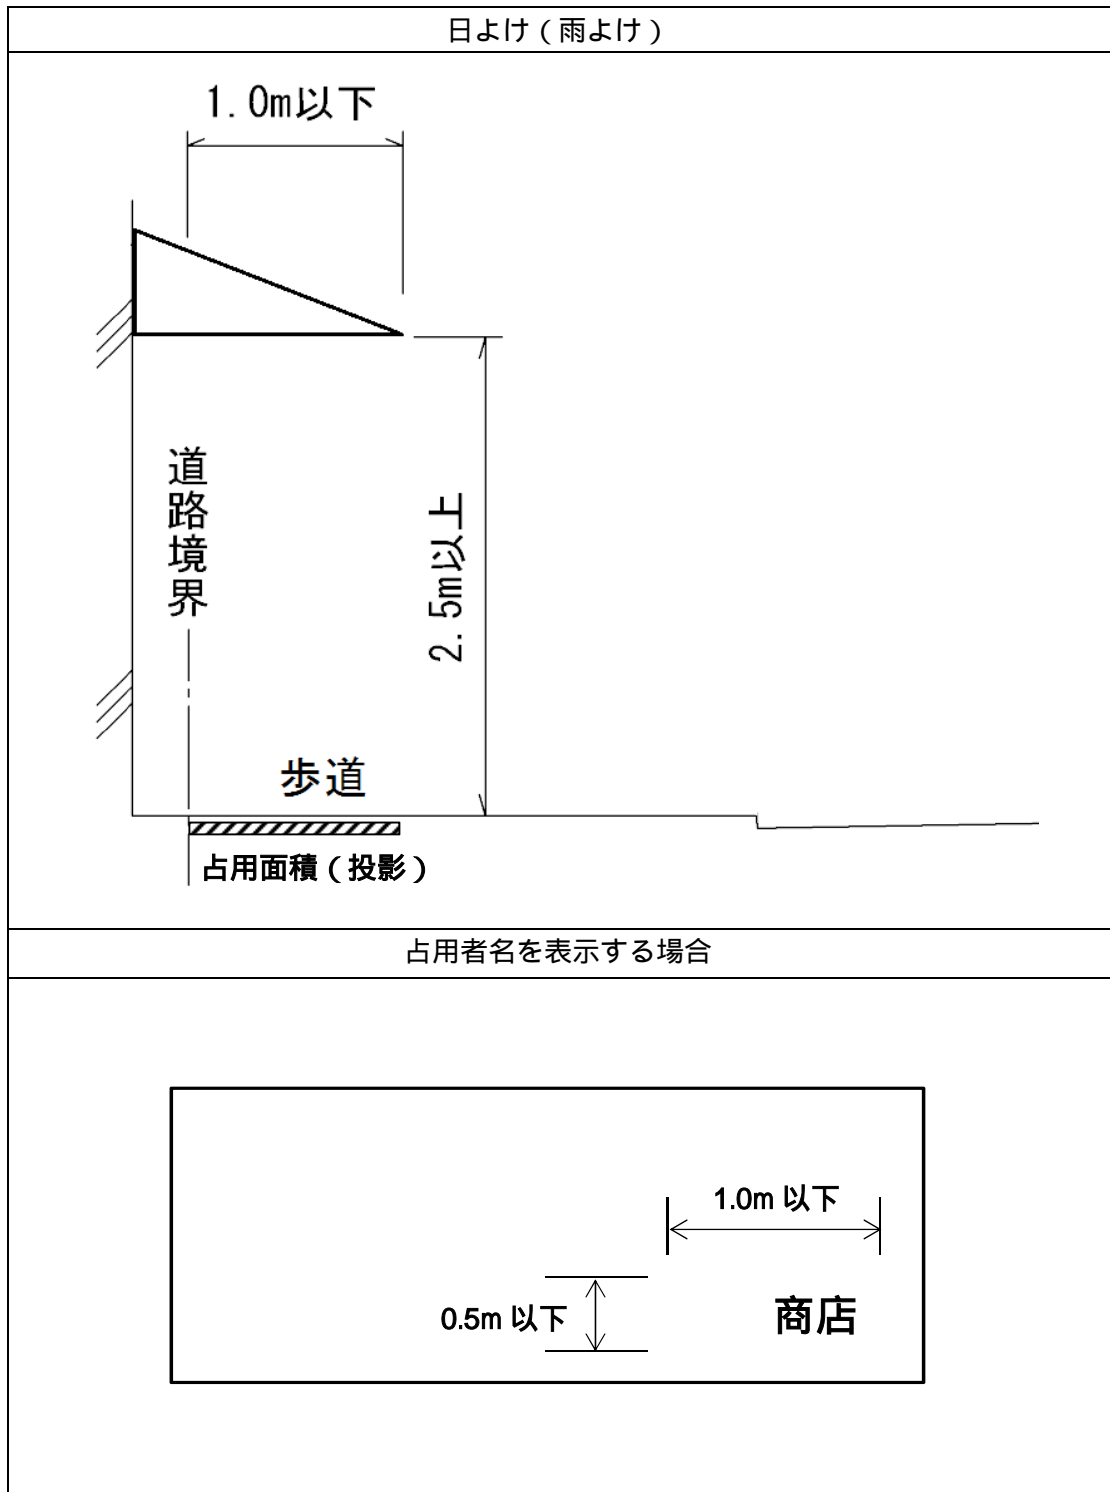 日よけ（雨よけ）
1.0m以下
道路境界
2.5m以上
歩道
占用面積（投影）
占用者名を表示する場合
1.0m 以下
0.5m 以下
商店